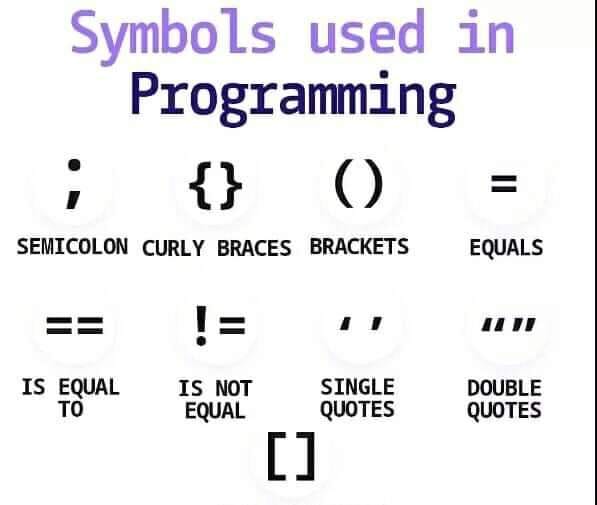 Symbols used in
Programming
; {} () =
SEMICOLON CURLY BRACES BRACKETS EQUALS
== != ‘ ’ “”
IS EQUAL TO IS NOT EQUAL SINGLE QUOTES DOUBLE QUOTES
[]